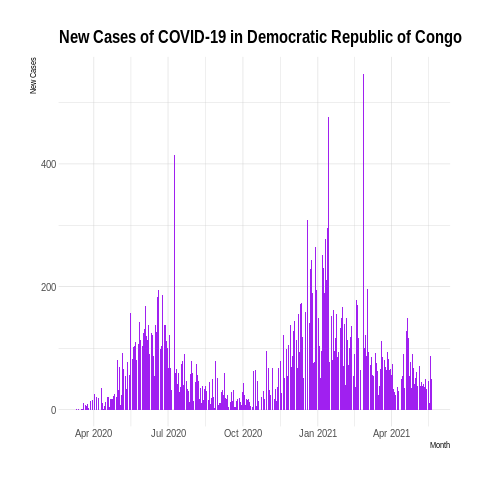 New Cases of COVID-19 in Democratic Republic of Congo
New Cases
400
200
0
Apr 2020 Jul 2020 Oct 2020 Jan 2021 Apr 2021
Month